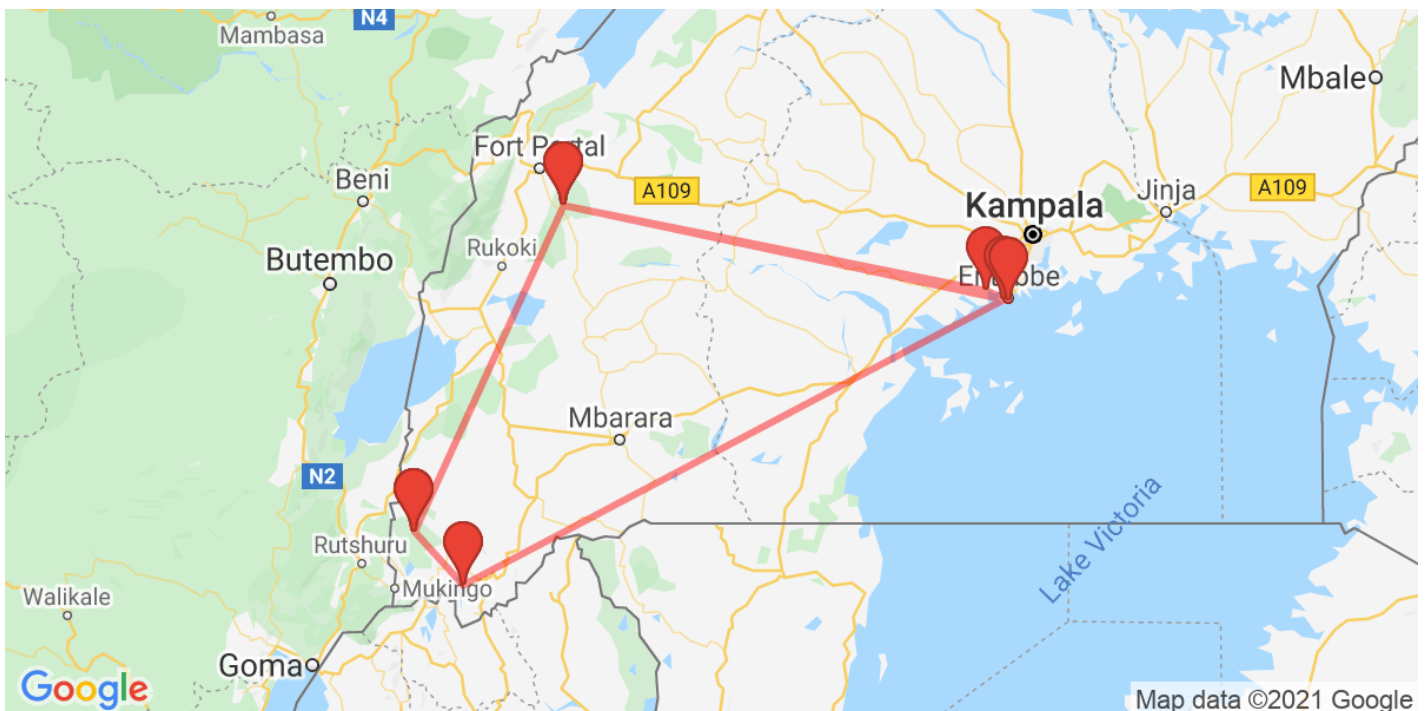 N4
Mambasa
Mbale
Fort Portal
Beni
A109
Jinja
A109
Kampala
Rukoki
Butembo
Entebbe
Mbarara
N2
Rutshuru
Lake Victoria
Mukingo
Walikale
Goma
Google
Map data ©2021 Google